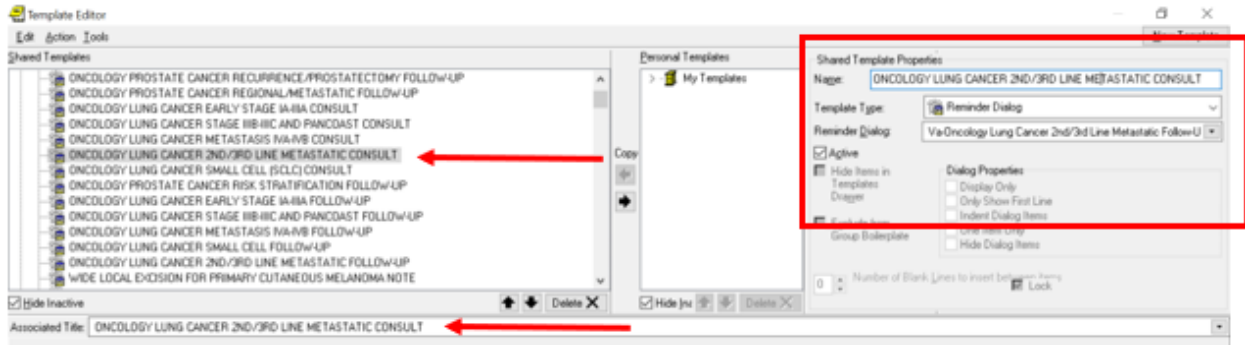 Template Editor
Edit Action Tools
New Template
Shared Templates
ONCOLOGY PROSTATE CANCER RECURRENCE/PROSTATECTOMY FOLLOW-UP
ONCOLOGY PROSTATE CANCER REGIONAL/METASTATIC FOLLOW-UP
ONCOLOGY LUNG CANCER EARLY STAGE IA-IIIA CONSULT
ONCOLOGY LUNG CANCER STAGE IIIB-IIIC AND PANCOAST CONSULT
ONCOLOGY LUNG CANCER METASTASIS IVA-IVB CONSULT
ONCOLOGY LUNG CANCER 2ND/3RD LINE METASTATIC CONSULT
ONCOLOGY LUNG CANCER SMALL CELL (SCLC) CONSULT
ONCOLOGY PROSTATE CANCER RISK STRATIFICATION FOLLOW-UP
ONCOLOGY LUNG CANCER EARLY STAGE IA-IIIA FOLLOW-UP
ONCOLOGY LUNG CANCER STAGE IIIB-IIIC AND PANCOAST FOLLOW-UP
ONCOLOGY LUNG CANCER METASTASIS IVA-IVB FOLLOW-UP
ONCOLOGY LUNG CANCER SMALL CELL FOLLOW-UP
ONCOLOGY LUNG CANCER 2ND/3RD LINE METASTATIC FOLLOW-UP
WIDE LOCAL EXCISION FOR PRIMARY CUTANEOUS MELANOMA NOTE
Hide Inactive
Delete
Copy
Personal Templates
My Templates
Hide Ina
Delete
Shared Template Properties
Name: ONCOLOGY LUNG CANCER 2ND/3RD LINE METASTATIC CONSULT
Template Type: Reminder Dialog
Reminder Dialog: Va-Oncology Lung Cancer 2nd/3rd Line Metastatic Follow-U
Active
Hide Items in
Templates
Drawer
Exclude from
Group Boilerplate
Dialog Properties
Display Only
Only Show First Line
Indent Dialog Items
One Item Only
Hide Dialog Items
0 Number of Blank Lines to insert between items
Lock
Associated Title: ONCOLOGY LUNG CANCER 2ND/3RD LINE METASTATIC CONSULT